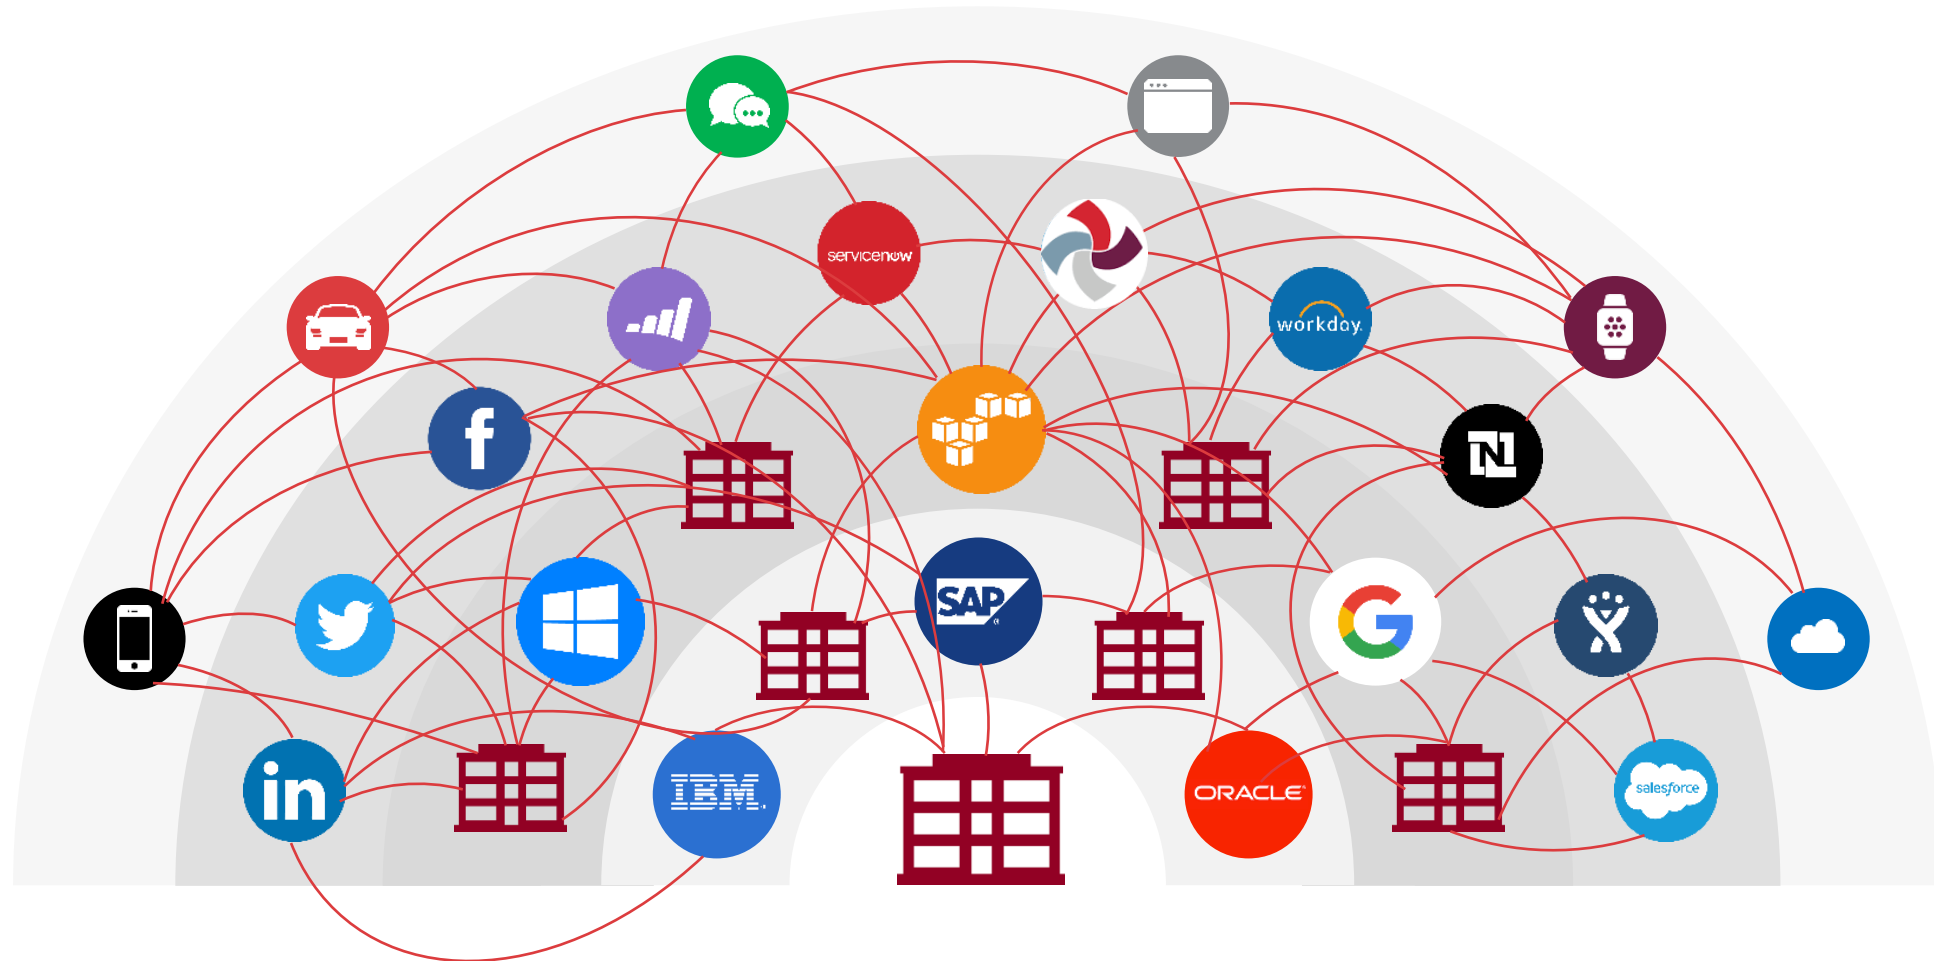 servicenow
workday.
f
N
SAP
G
in
IBM
ORACLE
salesforce